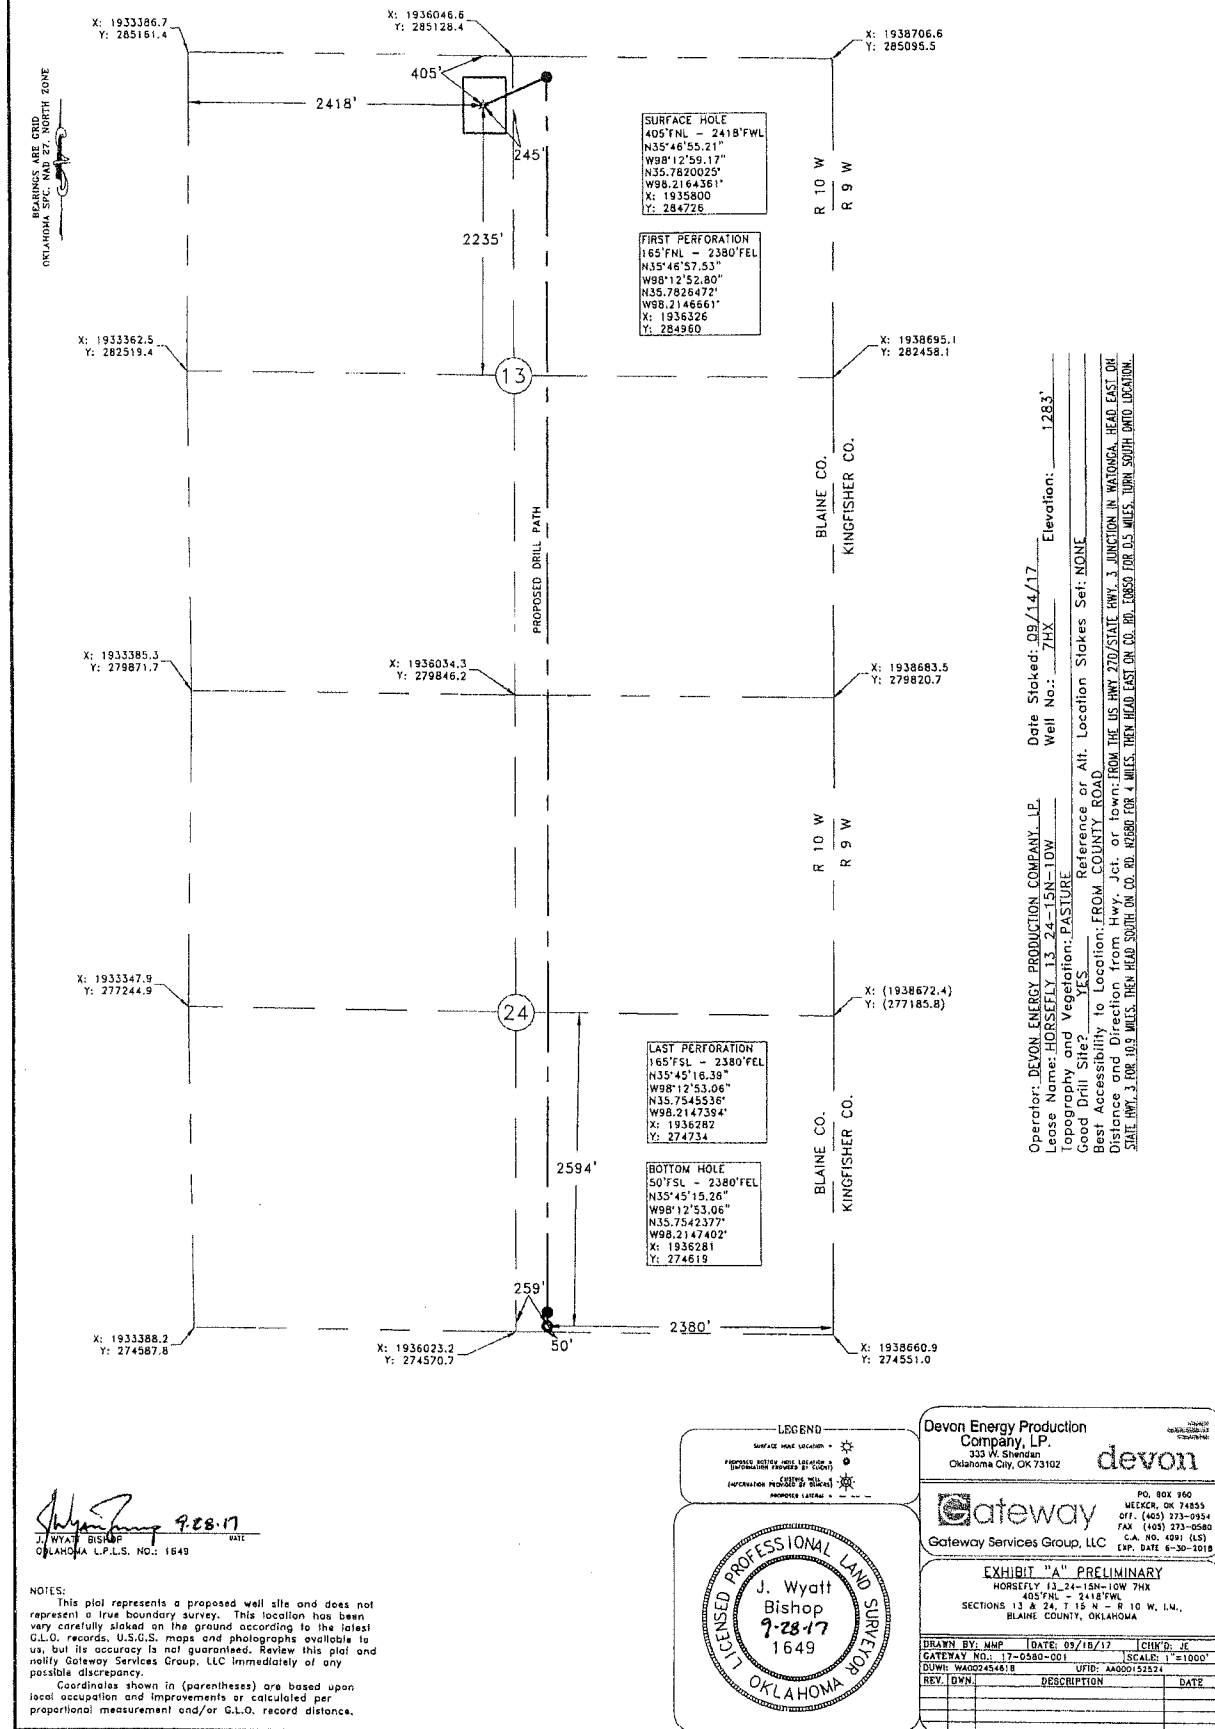 X: 1933386.7
Y: 285161.4
X: 1936046.6
Y: 285128.4
X: 1938706.6
Y: 285095.5
BEARINGS ARE GRID
OKLAHOMA SPC, NAD 27, NORTH ZONE
405'
2418'
245'
2235'
SURFACE HOLE
405'FNL - 2418'FWL
N35°46'55.21"
W98°12'59.17"
N35.7820025°
W98.2164361°
X: 1935800
Y: 284726
R 10 W
R 9 W
FIRST PERFORATION
165'FNL - 2380'FEL
N35°46'57.53"
W98°12'52.80"
N35.7826472°
W98.2146661°
X: 1936326
Y: 284960
X: 1933362.5
Y: 282519.4
13
X: 1938695.1
Y: 282458.1
PROPOSED DRILL PATH
BLAINE CO.
KINGFISHER CO.
X: 1933385.3
Y: 279871.7
X: 1936034.3
Y: 279846.2
X: 1938683.5
Y: 279820.7
R 10 W
R 9 W
X: 1933347.9
Y: 277244.9
24
X: (1938672.4)
Y: (277185.8)
LAST PERFORATION
165'FSL - 2380'FEL
N35°45'16.39"
W98°12'53.06"
N35.7545536°
W98.2147394°
X: 1936282
Y: 274734
2594'
BOTTOM HOLE
50'FSL - 2380'FEL
N35°45'15.26"
W98°12'53.06"
N35.7542377°
W98.2147402°
X: 1936281
Y: 274619
BLAINE CO.
KINGFISHER CO.
259'
2380'
50'
X: 1933388.2
Y: 274587.8
X: 1936023.2
Y: 274570.7
X: 1938660.9
Y: 274551.0
Operator: DEVON ENERGY PRODUCTION COMPANY, LP. Date Staked: 09/14/17
Lease Name: HORSEFLY 13_24-15N-10W Well No.: 7HX Elevation: 1283'
Topography and Vegetation: PASTURE
Good Drill Site? YES Reference or Alt. Location Stakes Set: NONE
Best Accessibility to Location: FROM COUNTY ROAD
Distance and Direction from Hwy, Jct. or town: FROM THE US HWY 270/STATE HWY. 3 JUNCTION IN WATONGA, HEAD EAST ON
STATE HWY. 3 FOR 10.9 MILES, THEN HEAD SOUTH ON CO. RD. N2680 FOR 4 MILES, THEN HEAD EAST ON CO. RD. E0850 FOR 0.5 MILES, TURN SOUTH ONTO LOCATION.
LEGEND
SURFACE HOLE LOCATION =
PROPOSED BOTTOM HOLE LOCATION =
(INFORMATION PROVIDED BY CLIENT)
EXISTING WELL =
(INFORMATION PROVIDED BY OTHERS)
PROPOSED LATERAL =
Devon Energy Production
Company, LP.
333 W. Sheridan
Oklahoma City, OK 73102
devon
Gateway
Gateway Services Group, LLC
PO. BOX 960
MEEKER, OK 74855
OFF. (405) 273-0954
FAX (405) 273-0580
C.A. NO. 4091 (LS)
EXP. DATE 6-30-2018
EXHIBIT "A" PRELIMINARY
HORSEFLY 13_24-15N-10W 7HX
405'FNL - 2418'FWL
SECTIONS 13 & 24, T 15 N - R 10 W, I.M.,
BLAINE COUNTY, OKLAHOMA
DRAWN BY: MMP DATE: 09/18/17 CHK'D: JE
GATEWAY NO.: 17-0580-001 SCALE: 1"=1000'
DUWI: WA002454618 UFID: AA000152524
REV. DWN. DESCRIPTION DATE
LICENSED PROFESSIONAL LAND SURVEYOR
J. Wyatt
Bishop
9-28-17
1649
OKLAHOMA
9-28-17
J. WYATT BISHOP DATE
OKLAHOMA L.P.L.S. NO.: 1649
NOTES:
This plat represents a proposed well site and does not
represent a true boundary survey. This location has been
very carefully staked on the ground according to the latest
G.L.O. records, U.S.G.S. maps and photographs available to
us, but its accuracy is not guaranteed. Review this plat and
notify Gateway Services Group, LLC immediately of any
possible discrepancy.
Coordinates shown in (parentheses) are based upon
local occupation and improvements or calculated per
proportional measurement and/or G.L.O. record distance.